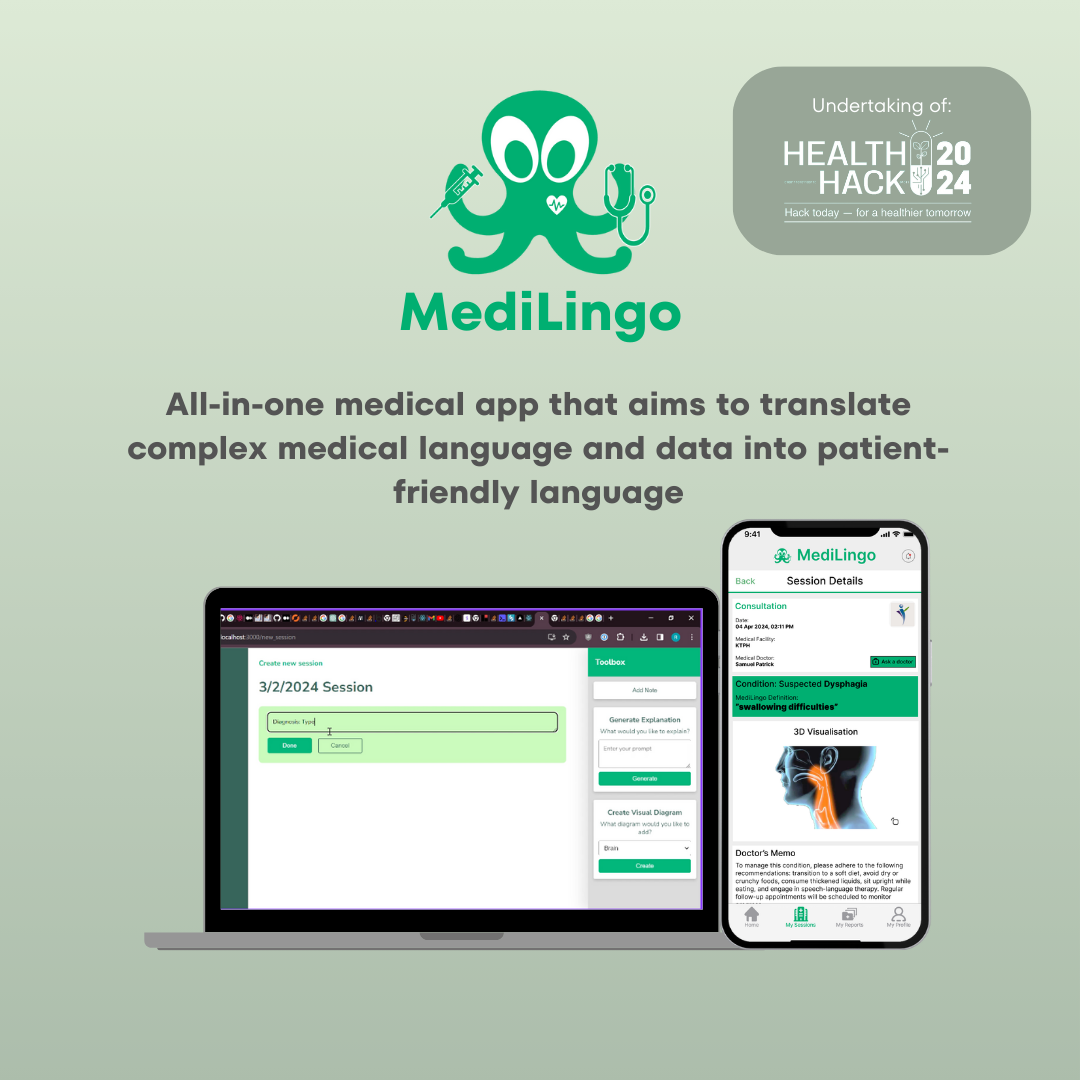 Undertaking of:
HEALTH 20
HACK 24
Hack today — for a healthier tomorrow
MediLingo
All-in-one medical app that aims to translate
complex medical language and data into patient-
friendly language
localhost:3000/new_session
Create new session
3/2/2024 Session
Diagnosis Type
Done
Cancel
Toolbox
Add Note
Generate Explanation
What would you like to explain?
Enter your prompt
Generate
Create Visual Diagram
What diagram would you like to
add?
Brain
Create
9:41
MediLingo
Back
Session Details
Consultation
Date:
04 Apr 2024, 02:11 PM
Medical Facility:
KTPH
Medical Doctor:
Samuel Patrick
Ask a doctor
Condition: Suspected Dysphagia
MediLingo Definition:
"swallowing difficulties"
3D Visualisation
Doctor's Memo
To manage this condition, please adhere to the following
recommendations: transition to a soft diet, avoid dry or
crunchy foods, consume thickened liquids, sit upright while
eating, and engage in speech-language therapy. Regular
follow-up appointments will be scheduled to monitor
Home
My Sessions
My Reports
My Profile